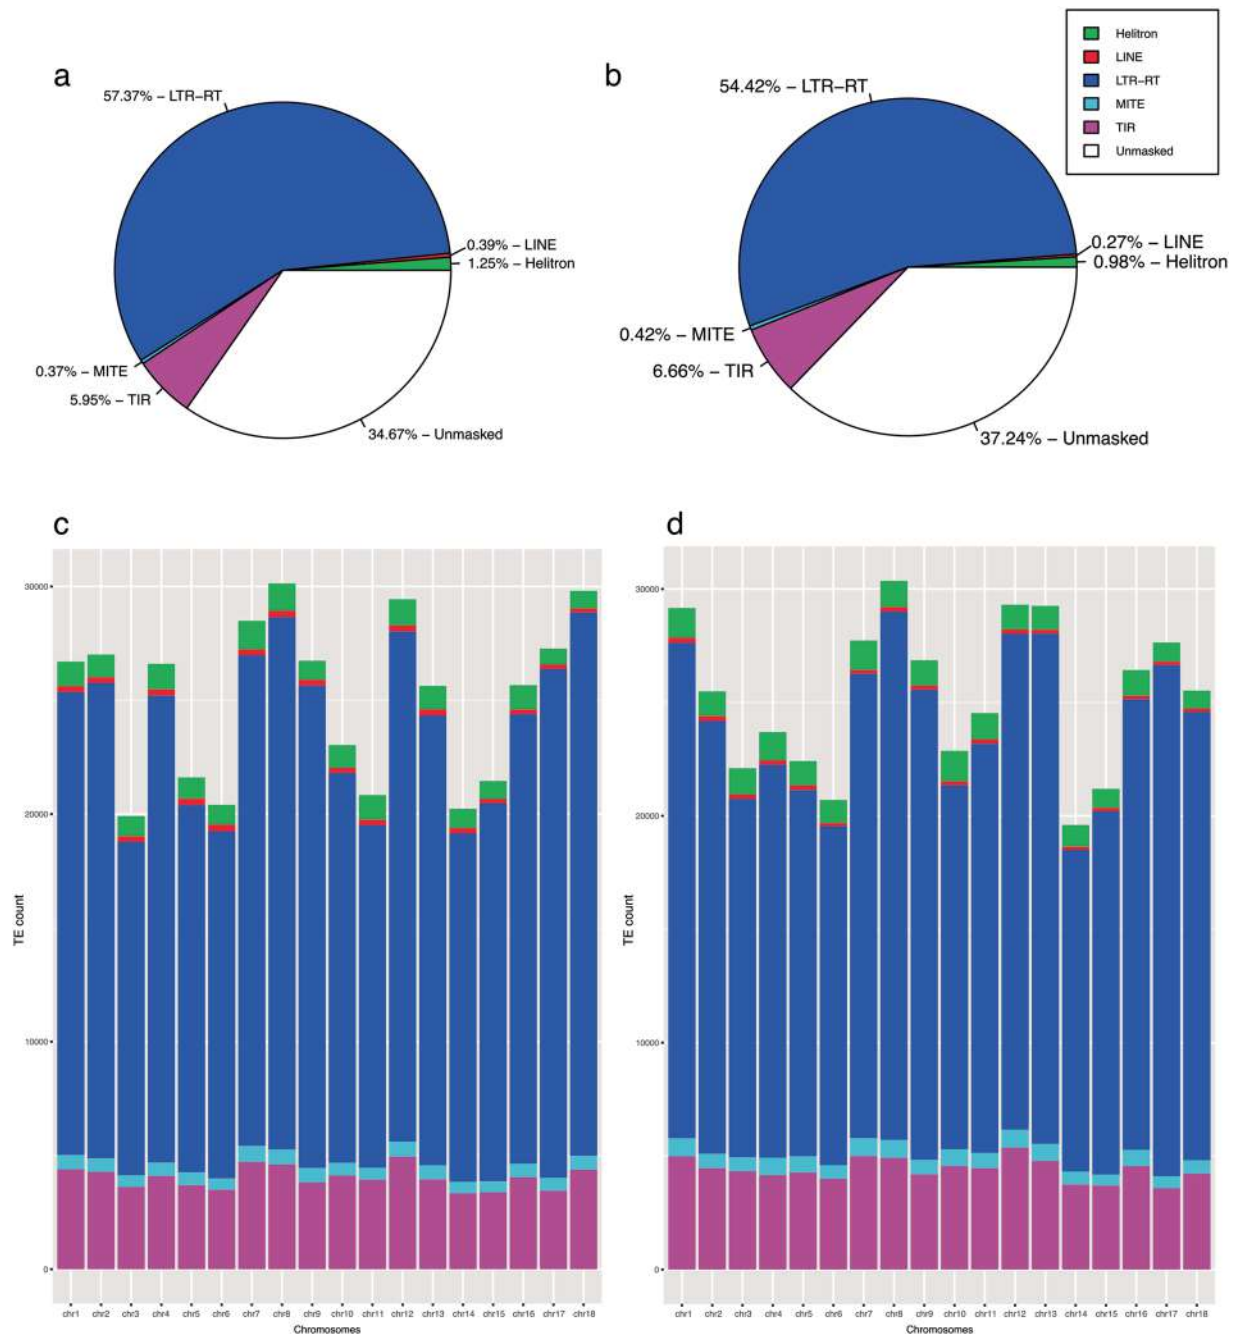 a
57.37% – LTR–RT
0.39% – LINE
1.25% – Helitron
0.37% – MITE
5.95% – TIR
34.67% – Unmasked
b
54.42% – LTR–RT
0.27% – LINE
0.98% – Helitron
0.42% – MITE
6.66% – TIR
37.24% – Unmasked
Helitron
LINE
LTR–RT
MITE
TIR
Unmasked
c
30000
20000
10000
0
TE count
chr1 chr2 chr3 chr4 chr5 chr6 chr7 chr8 chr9 chr10 chr11 chr12 chr13 chr14 chr15 chr16 chr17 chr18
Chromosomes
d
30000
20000
10000
0
TE count
chr1 chr2 chr3 chr4 chr5 chr6 chr7 chr8 chr9 chr10 chr11 chr12 chr13 chr14 chr15 chr16 chr17 chr18
Chromosomes